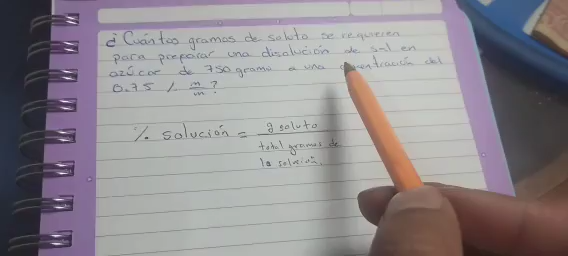 ¿Cuántos gramos de soluto se requieren
para preparar una disolución de sal en
azúcar de 750 gramos a una del
0.75 % m/m?
% solución = g soluto
total gramos de
la solución.